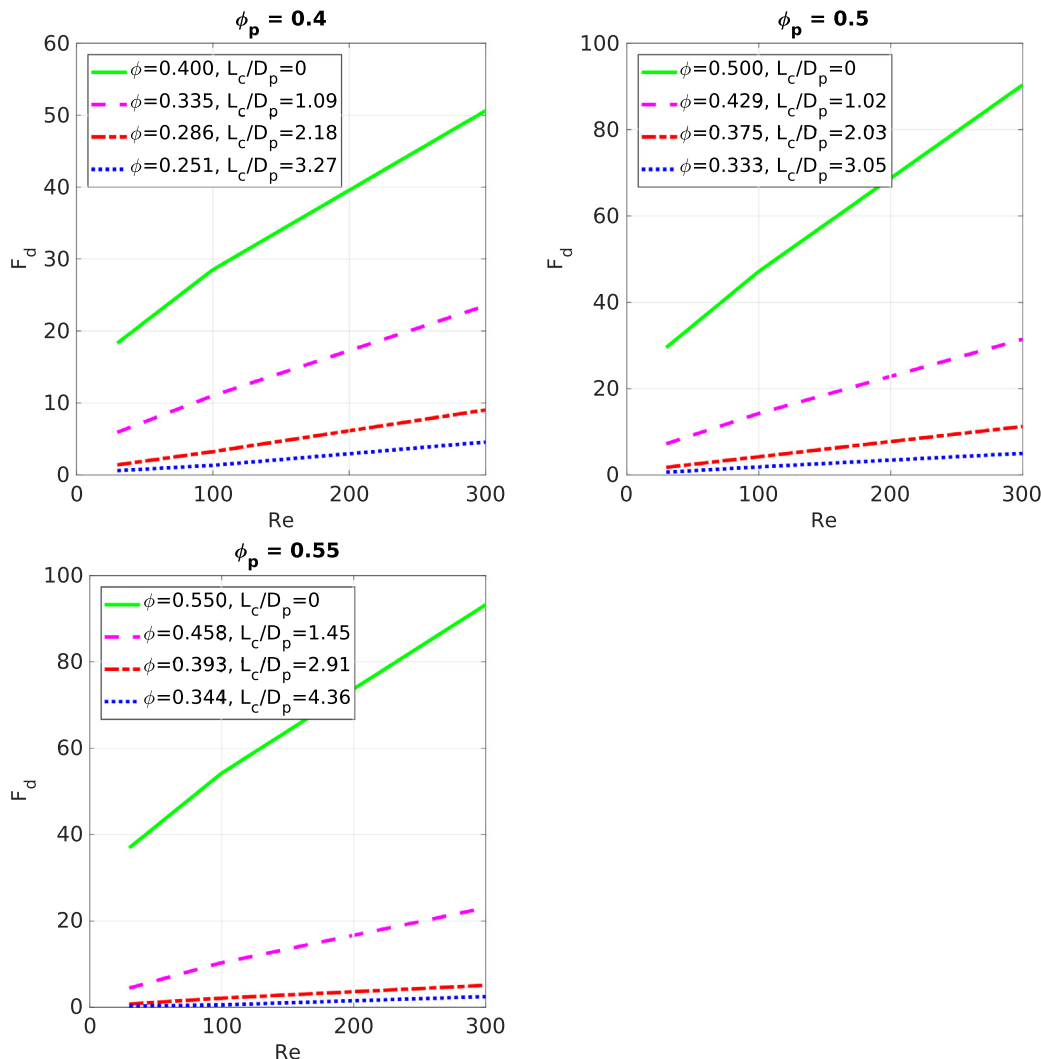 ϕp = 0.4
60
50
40
30
20
10
0
Fd
ϕ=0.400, Lc/Dp=0
ϕ=0.335, Lc/Dp=1.09
ϕ=0.286, Lc/Dp=2.18
ϕ=0.251, Lc/Dp=3.27
0 100 200 300
Re
ϕp = 0.5
100
80
60
40
20
0
Fd
ϕ=0.500, Lc/Dp=0
ϕ=0.429, Lc/Dp=1.02
ϕ=0.375, Lc/Dp=2.03
ϕ=0.333, Lc/Dp=3.05
0 100 200 300
Re
ϕp = 0.55
100
80
60
40
20
0
Fd
ϕ=0.550, Lc/Dp=0
ϕ=0.458, Lc/Dp=1.45
ϕ=0.393, Lc/Dp=2.91
ϕ=0.344, Lc/Dp=4.36
0 100 200 300
Re